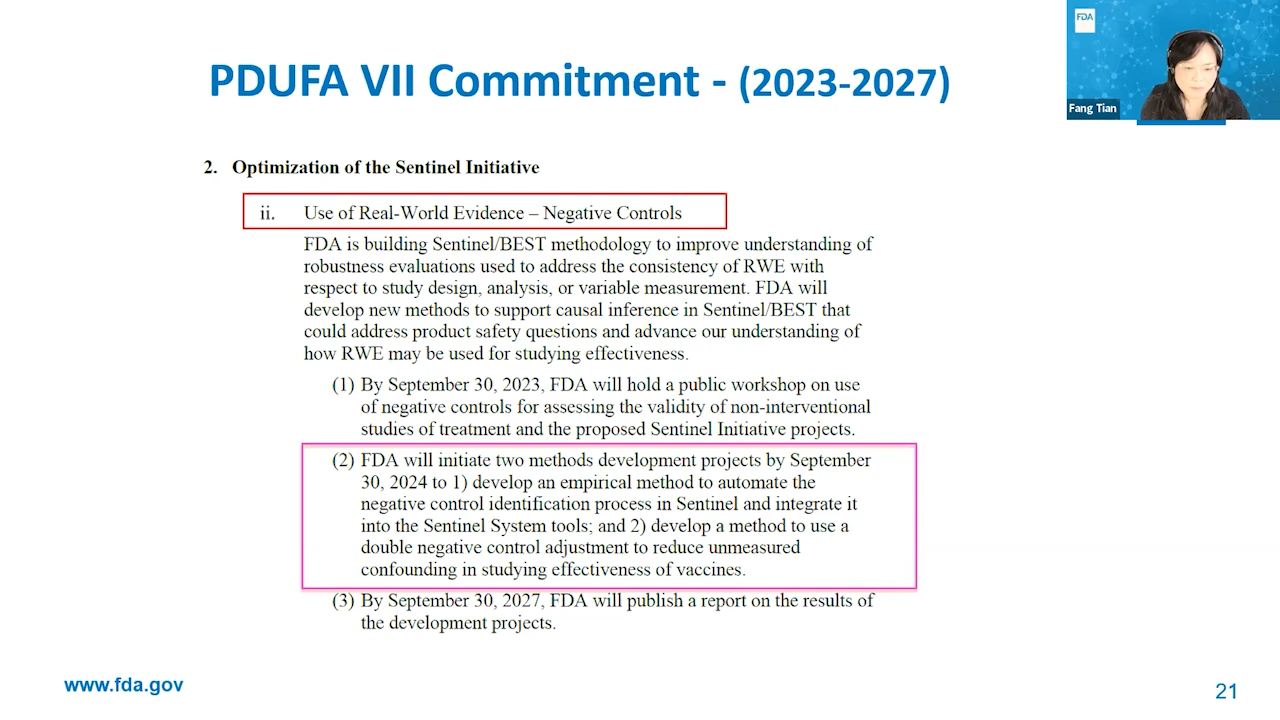 PDUFA VII Commitment - (2023-2027)
FDA
Fang Tian
2. Optimization of the Sentinel Initiative
ii. Use of Real-World Evidence – Negative Controls
FDA is building Sentinel/BEST methodology to improve understanding of
robustness evaluations used to address the consistency of RWE with
respect to study design, analysis, or variable measurement. FDA will
develop new methods to support causal inference in Sentinel/BEST that
could address product safety questions and advance our understanding of
how RWE may be used for studying effectiveness.
(1) By September 30, 2023, FDA will hold a public workshop on use
of negative controls for assessing the validity of non-interventional
studies of treatment and the proposed Sentinel Initiative projects.
(2) FDA will initiate two methods development projects by September
30, 2024 to 1) develop an empirical method to automate the
negative control identification process in Sentinel and integrate it
into the Sentinel System tools; and 2) develop a method to use a
double negative control adjustment to reduce unmeasured
confounding in studying effectiveness of vaccines.
(3) By September 30, 2027, FDA will publish a report on the results of
the development projects.
www.fda.gov
21